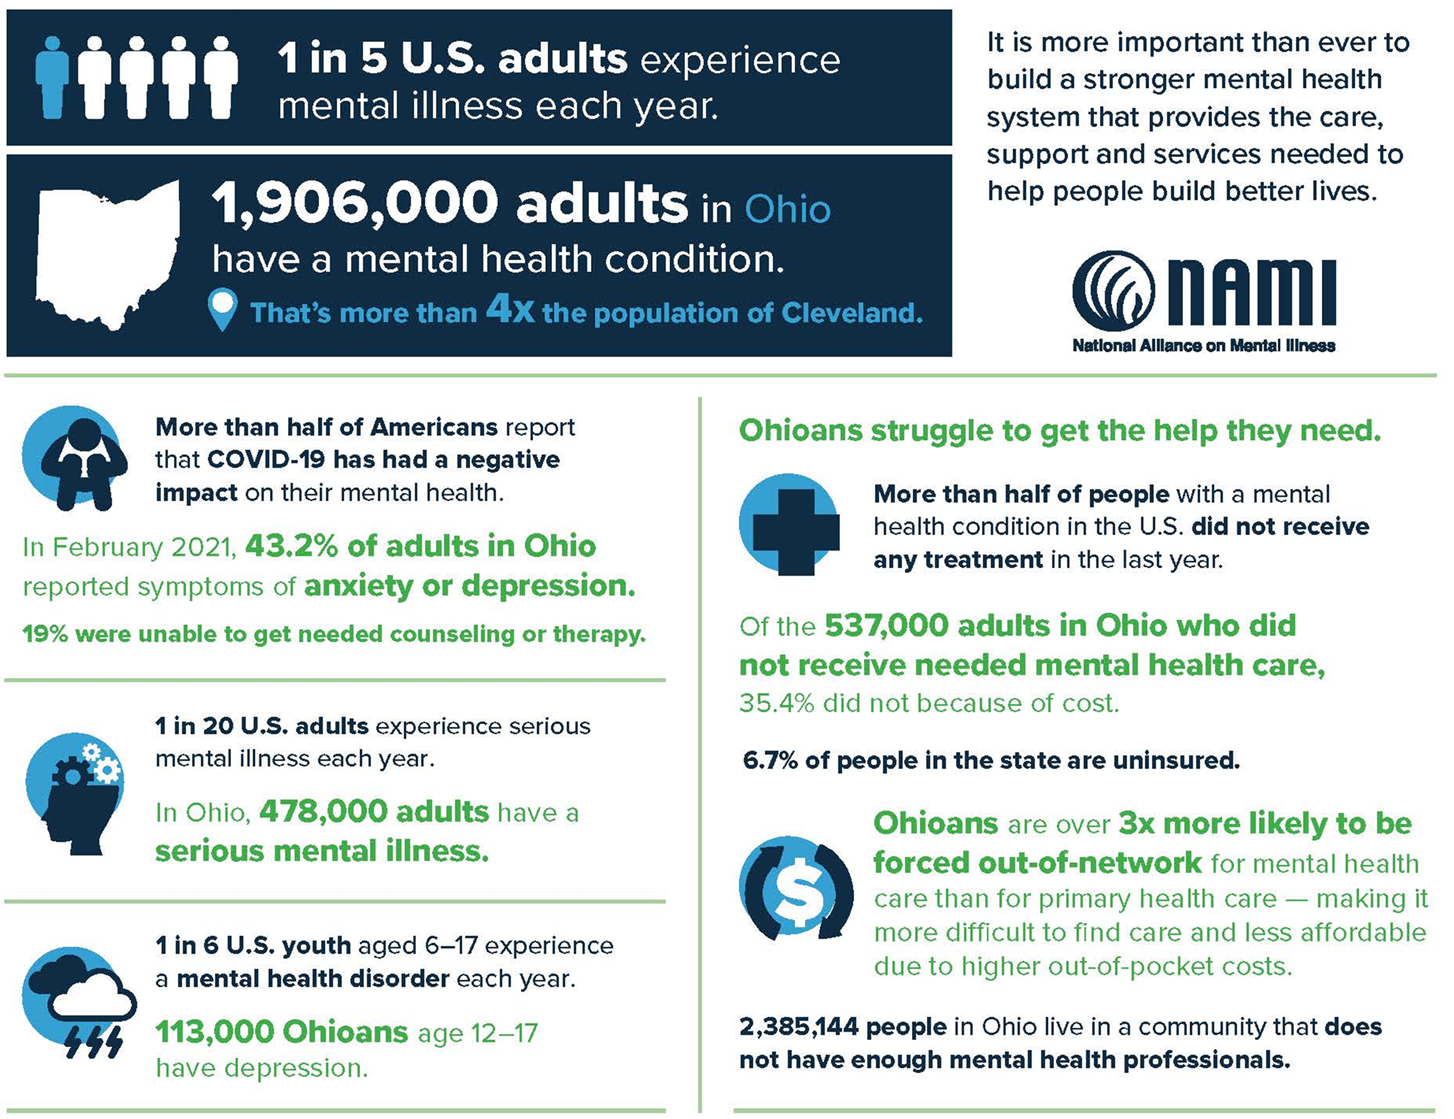 1 in 5 U.S. adults experience
mental illness each year.
1,906,000 adults in Ohio
have a mental health condition.
That's more than 4x the population of Cleveland.
It is more important than ever to
build a stronger mental health
system that provides the care,
support and services needed to
help people build better lives.
NAMI
National Alliance on Mental Illness
More than half of Americans report
that COVID-19 has had a negative
impact on their mental health.
In February 2021, 43.2% of adults in Ohio
reported symptoms of anxiety or depression.
19% were unable to get needed counseling or therapy.
1 in 20 U.S. adults experience serious
mental illness each year.
In Ohio, 478,000 adults have a
serious mental illness.
1 in 6 U.S. youth aged 6–17 experience
a mental health disorder each year.
113,000 Ohioans age 12–17
have depression.
Ohioans struggle to get the help they need.
More than half of people with a mental
health condition in the U.S. did not receive
any treatment in the last year.
Of the 537,000 adults in Ohio who did
not receive needed mental health care,
35.4% did not because of cost.
6.7% of people in the state are uninsured.
$
Ohioans are over 3x more likely to be
forced out-of-network for mental health
care than for primary health care — making it
more difficult to find care and less affordable
due to higher out-of-pocket costs.
2,385,144 people in Ohio live in a community that does
not have enough mental health professionals.